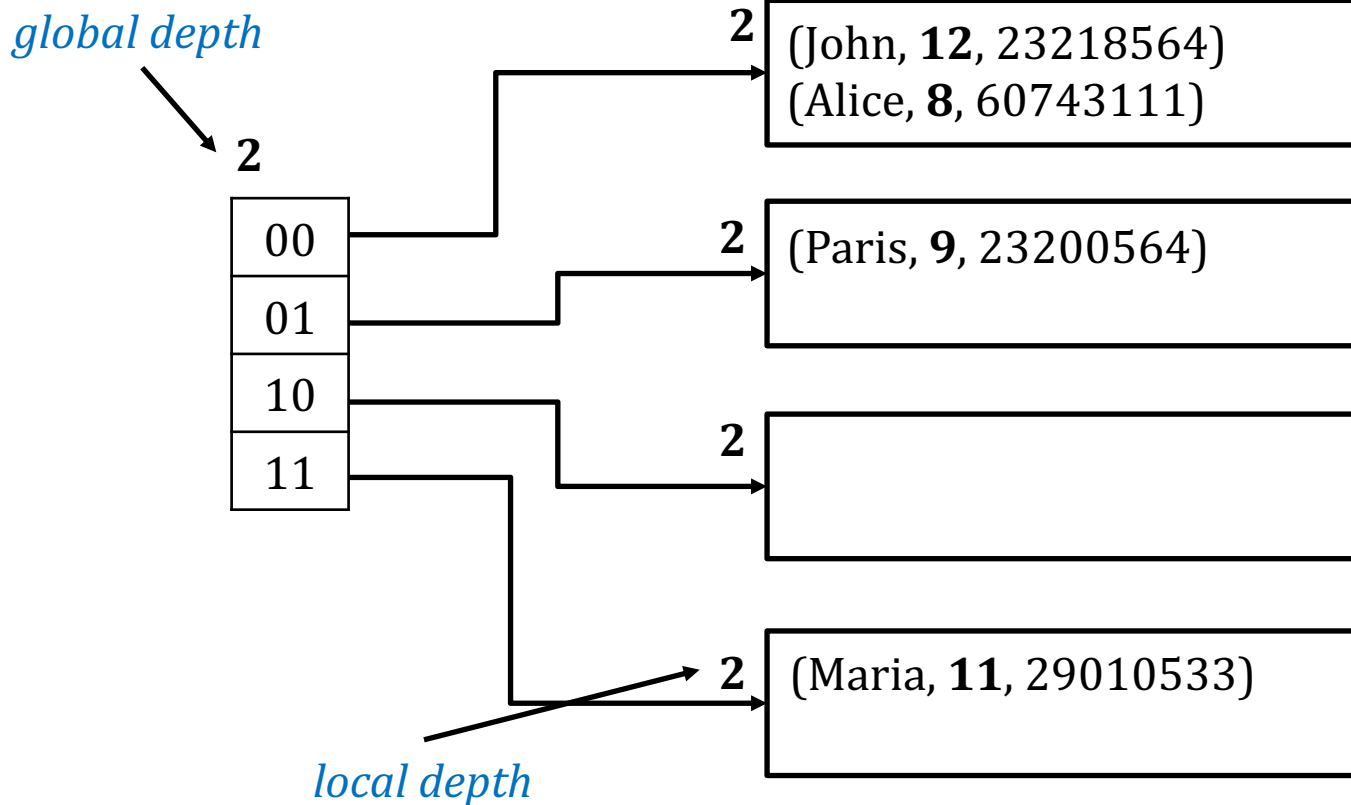 global depth
2
00
01
10
11
2
(John, 12, 23218564)
(Alice, 8, 60743111)
2
(Paris, 9, 23200564)
2
2
(Maria, 11, 29010533)
local depth